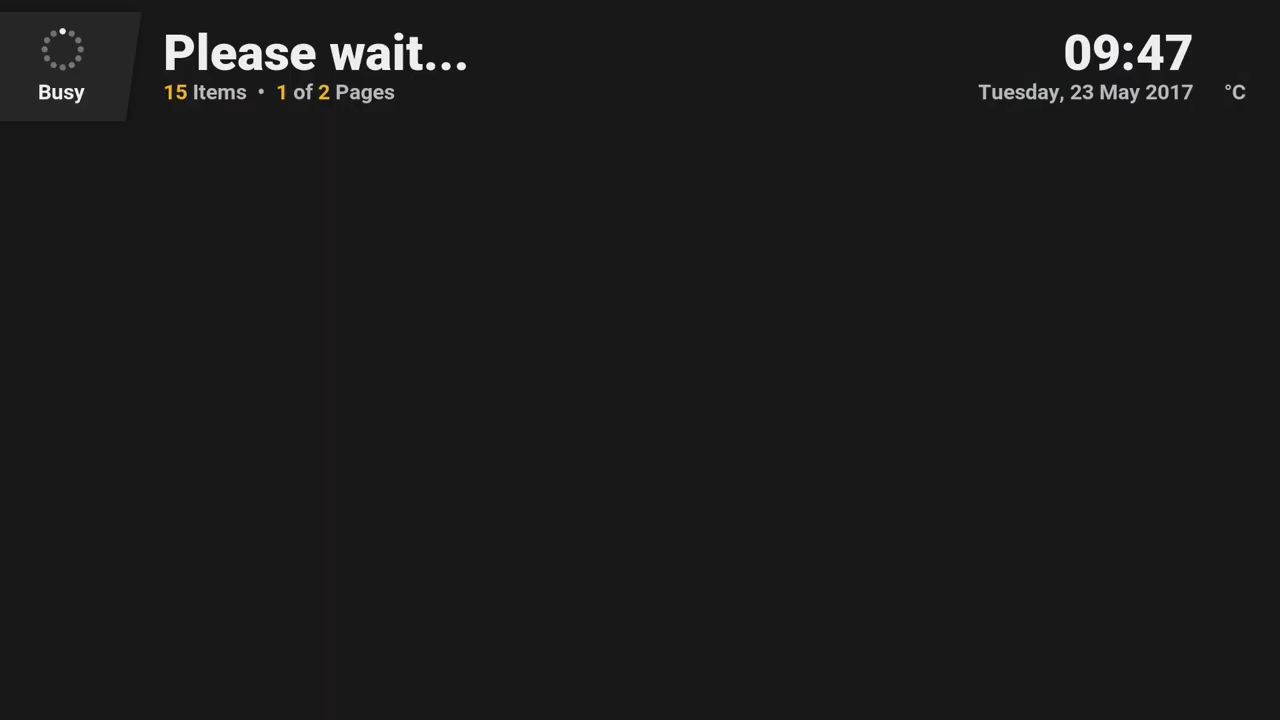 Busy
Please wait...
15 Items • 1 of 2 Pages
09:47
Tuesday, 23 May 2017 °C